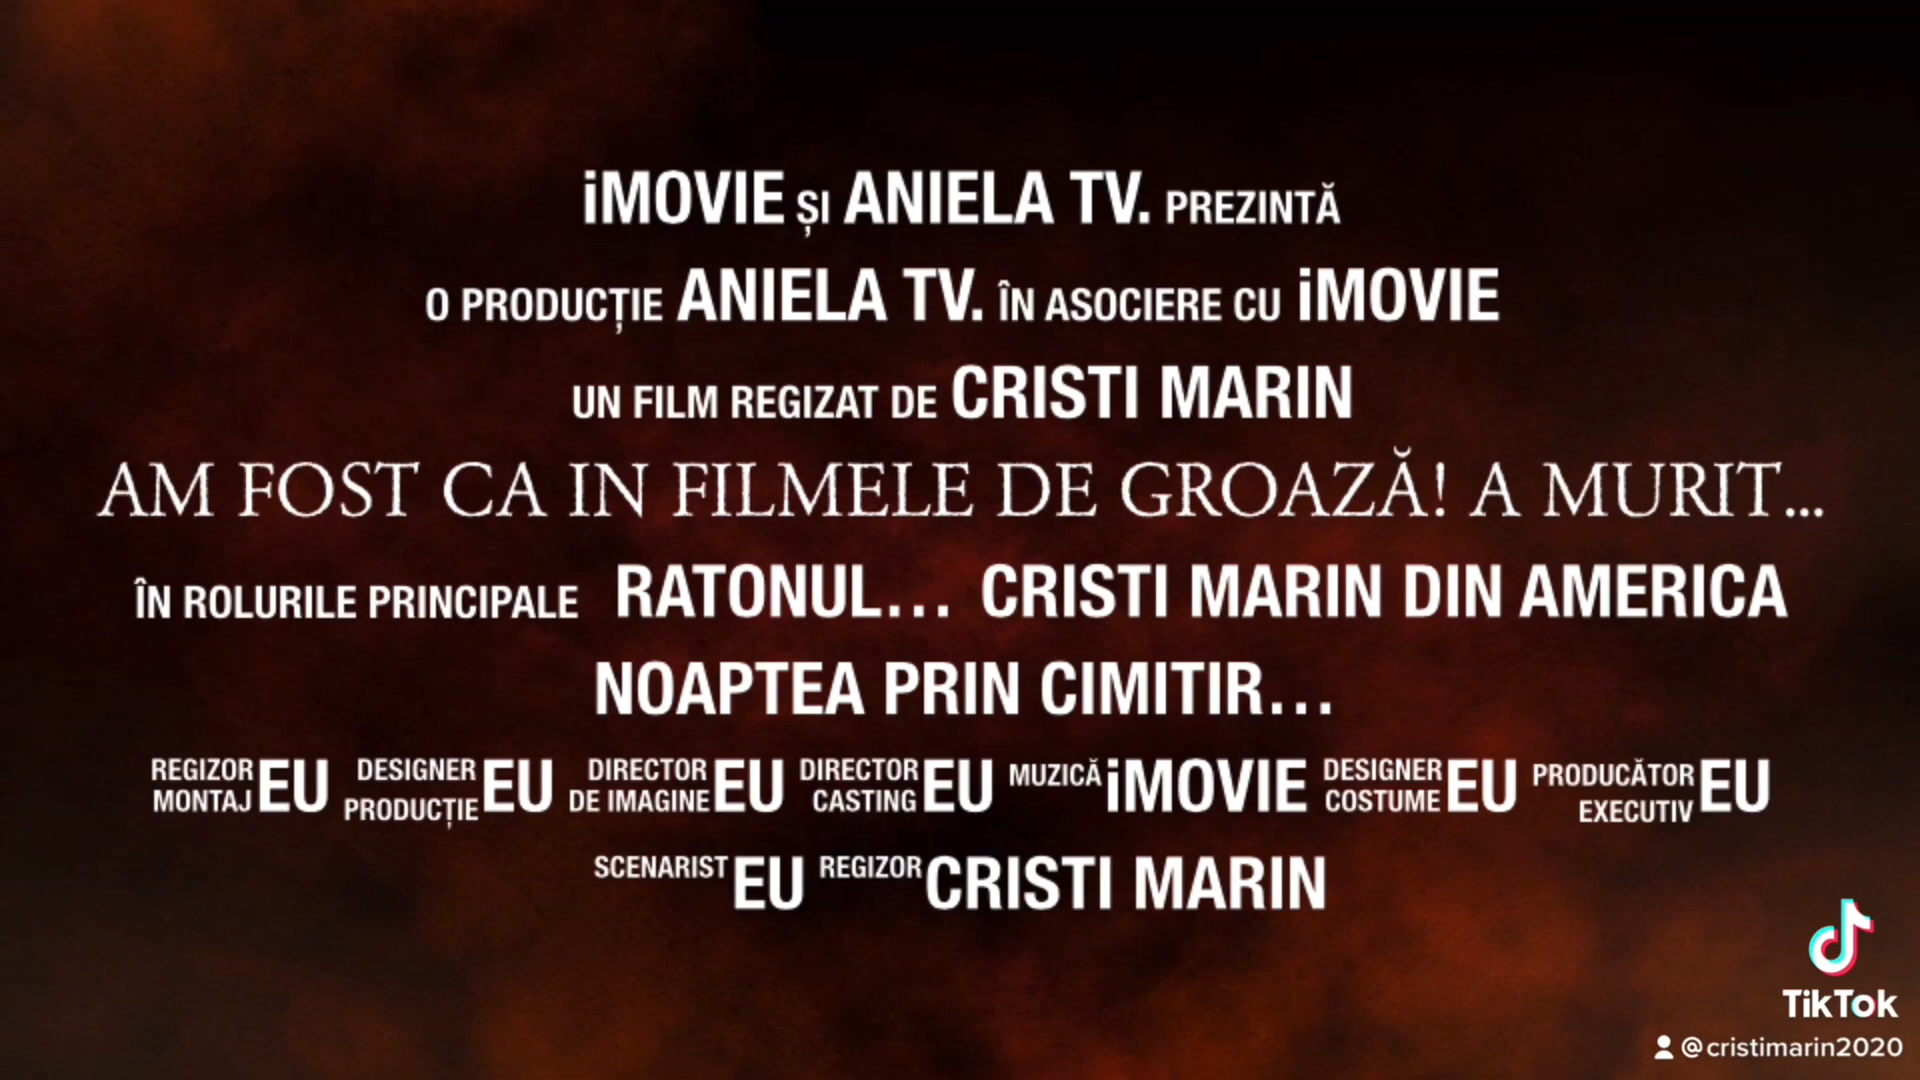 iMOVIE ȘI ANIELA TV. PREZINTĂ
O PRODUCȚIE ANIELA TV. ÎN ASOCIERE CU iMOVIE
UN FILM REGIZAT DE CRISTI MARIN
AM FOST CA IN FILMELE DE GROAZĂ! A MURIT...
ÎN ROLURILE PRINCIPALE RATONUL... CRISTI MARIN DIN AMERICA
NOAPTEA PRIN CIMITIR...
REGIZOR MONTAJ EU DESIGNER PRODUCȚIE EU DIRECTOR DE IMAGINE EU DIRECTOR CASTING EU MUZICĂ iMOVIE DESIGNER COSTUME EU PRODUCĂTOR EXECUTIV EU
SCENARIST EU REGIZOR CRISTI MARIN
TikTok
@cristimarin2020